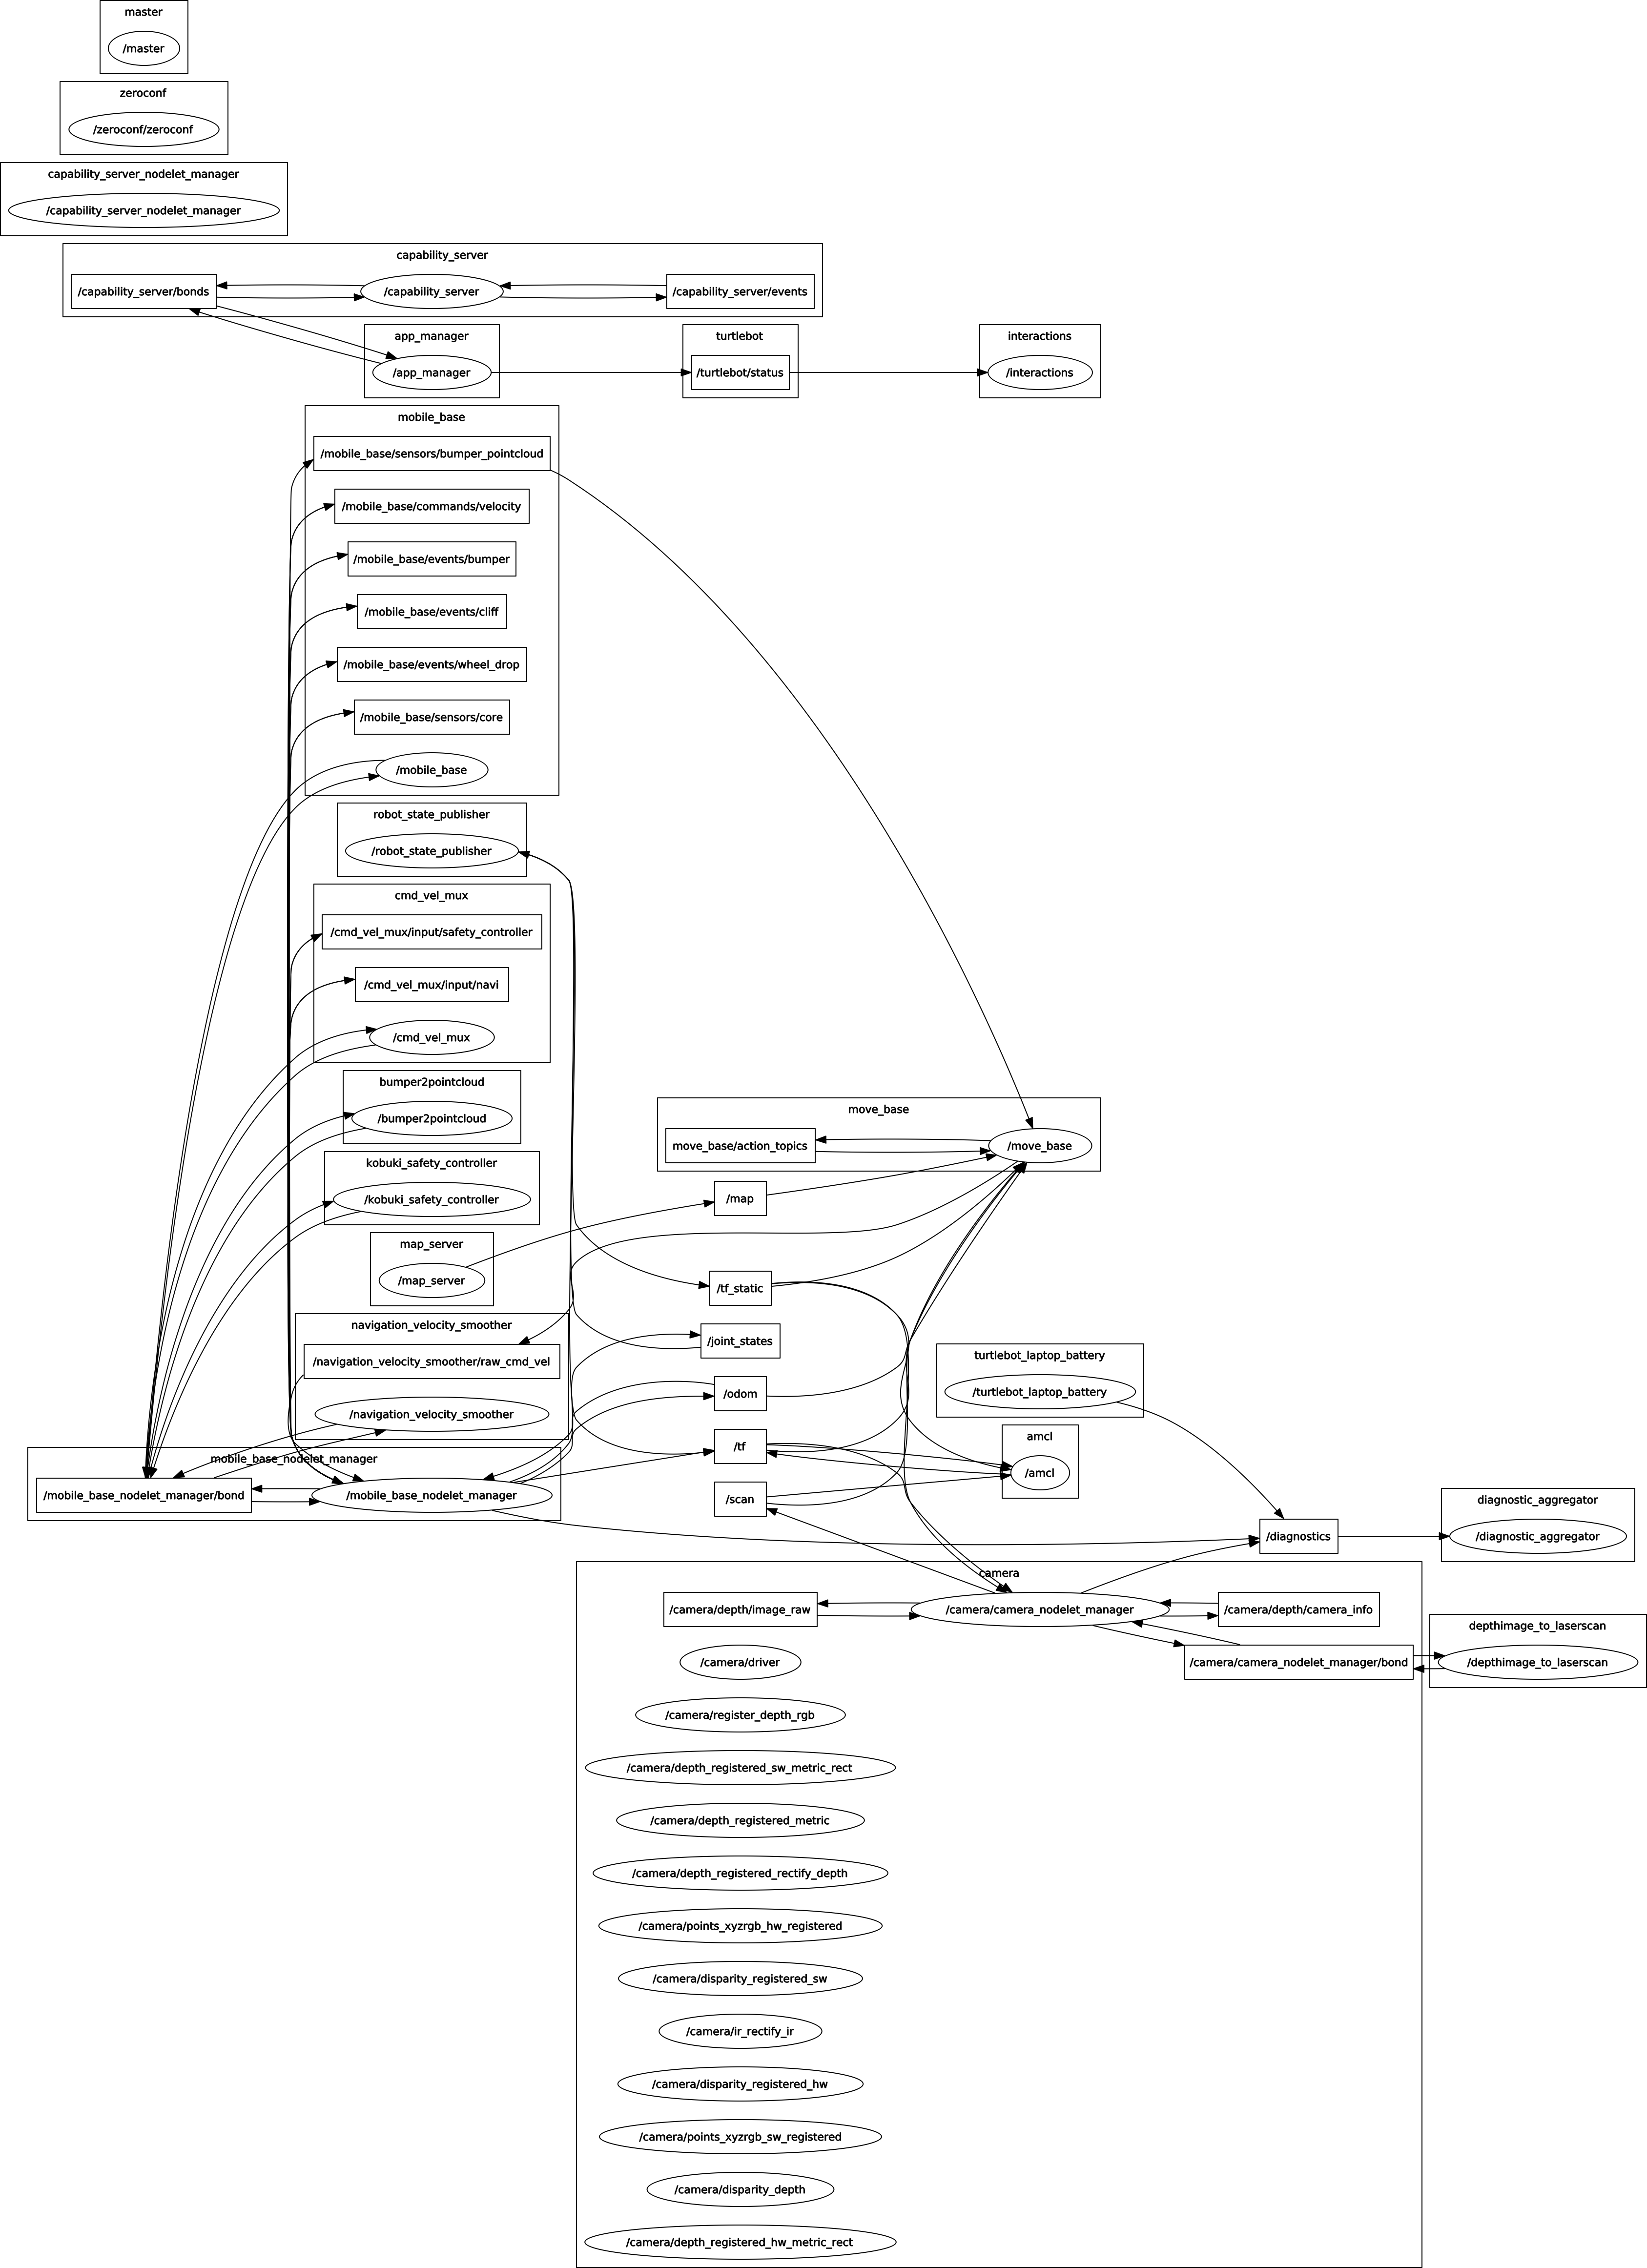 master
/master
zeroconf
/zeroconf/zeroconf
capability_server_nodelet_manager
/capability_server_nodelet_manager
capability_server
/capability_server/bonds
/capability_server
/capability_server/events
app_manager
/app_manager
turtlebot
/turtlebot/status
interactions
/interactions
mobile_base
/mobile_base/sensors/bumper_pointcloud
/mobile_base/commands/velocity
/mobile_base/events/bumper
/mobile_base/events/cliff
/mobile_base/events/wheel_drop
/mobile_base/sensors/core
/mobile_base
robot_state_publisher
/robot_state_publisher
cmd_vel_mux
/cmd_vel_mux/input/safety_controller
/cmd_vel_mux/input/navi
/cmd_vel_mux
bumper2pointcloud
/bumper2pointcloud
kobuki_safety_controller
/kobuki_safety_controller
map_server
/map_server
navigation_velocity_smoother
/navigation_velocity_smoother/raw_cmd_vel
/navigation_velocity_smoother
mobile_base_nodelet_manager
/mobile_base_nodelet_manager/bond
/mobile_base_nodelet_manager
move_base
move_base/action_topics
/move_base
/map
/tf_static
/joint_states
/odom
/tf
/scan
turtlebot_laptop_battery
/turtlebot_laptop_battery
amcl
/amcl
/diagnostics
diagnostic_aggregator
/diagnostic_aggregator
camera
/camera/depth/image_raw
/camera/camera_nodelet_manager
/camera/depth/camera_info
/camera/camera_nodelet_manager/bond
depthimage_to_laserscan
/depthimage_to_laserscan
/camera/driver
/camera/register_depth_rgb
/camera/depth_registered_sw_metric_rect
/camera/depth_registered_metric
/camera/depth_registered_rectify_depth
/camera/points_xyzrgb_hw_registered
/camera/disparity_registered_sw
/camera/ir_rectify_ir
/camera/disparity_registered_hw
/camera/points_xyzrgb_sw_registered
/camera/disparity_depth
/camera/depth_registered_hw_metric_rect